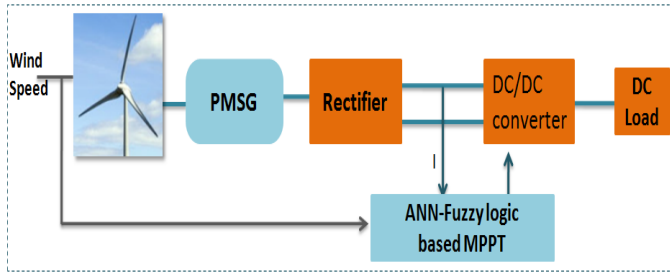 Wind
Speed
PMSG
Rectifier
DC/DC
converter
DC
Load
I
ANN-Fuzzy logic
based MPPT